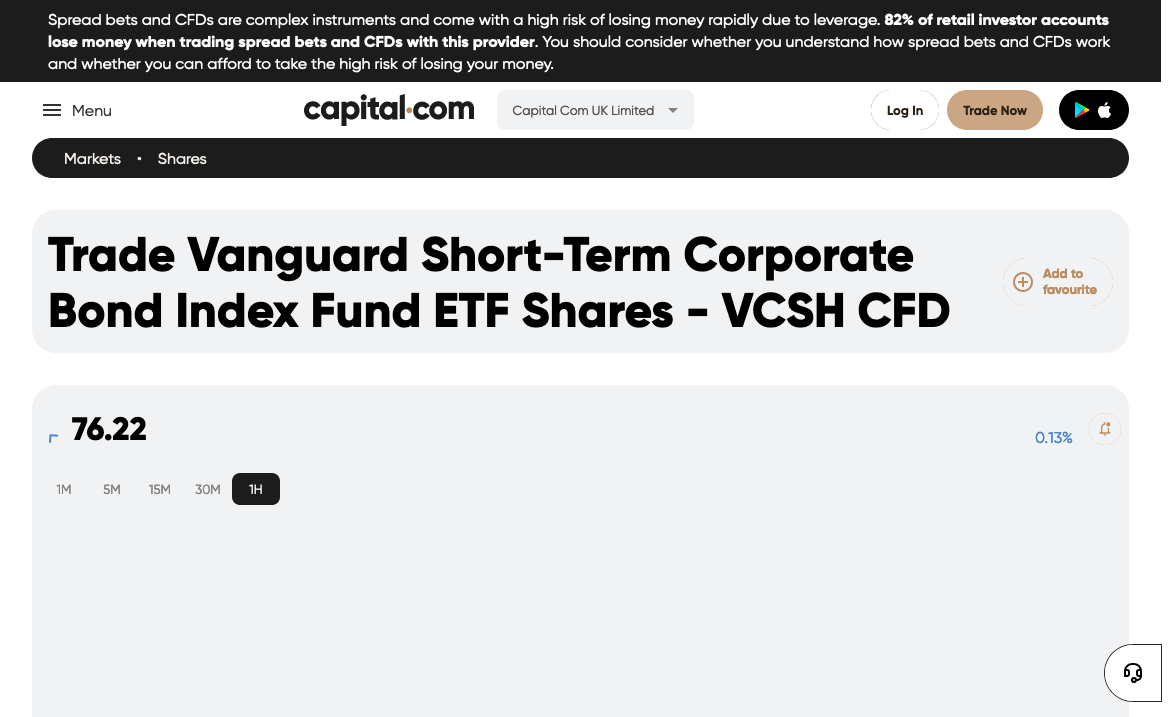 Spread bets and CFDs are complex instruments and come with a high risk of losing money rapidly due to leverage. 82% of retail investor accounts
lose money when trading spread bets and CFDs with this provider. You should consider whether you understand how spread bets and CFDs work
and whether you can afford to take the high risk of losing your money.
Menu
capital.com
Capital Com UK Limited
Log In
Trade Now
Markets • Shares
Trade Vanguard Short-Term Corporate
Bond Index Fund ETF Shares - VCSH CFD
Add to
favourite
76.22
0.13%
1M 5M 15M 30M 1H